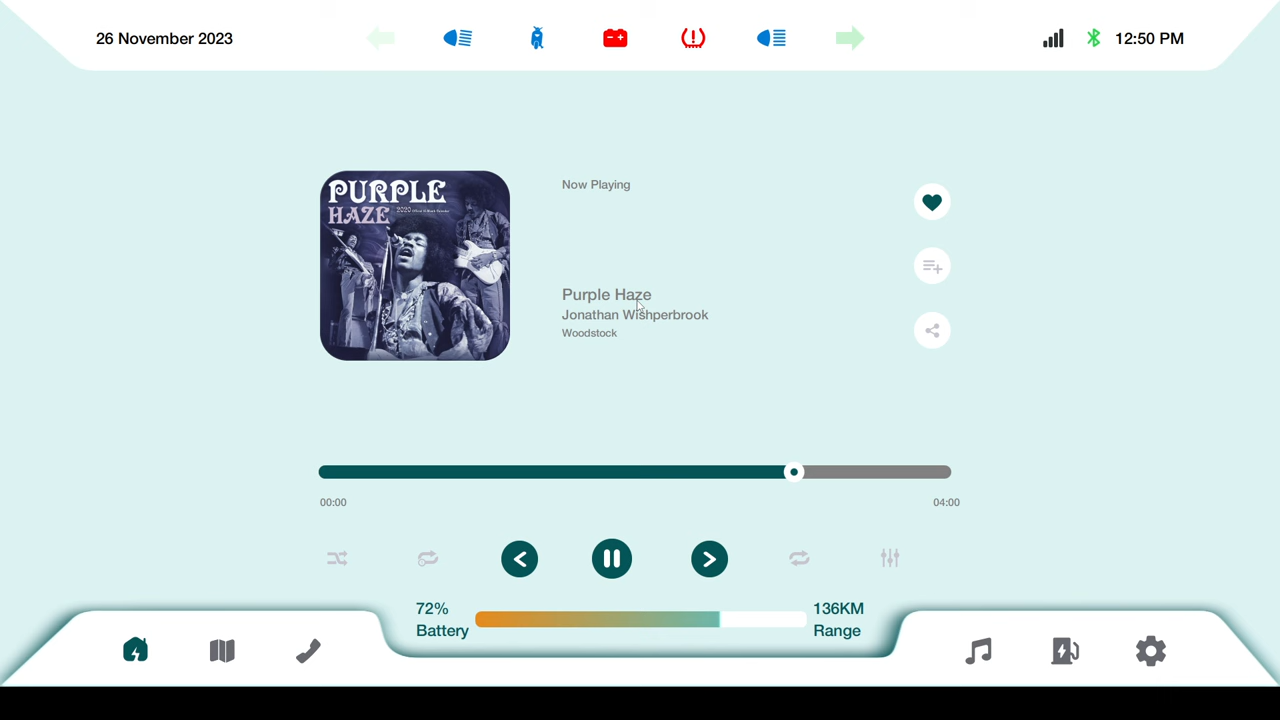 26 November 2023
12:50 PM
PURPLE
HAZE
Now Playing
Purple Haze
Jonathan Wishperbrook
Woodstock
00:00
04:00
72%
Battery
136KM
Range